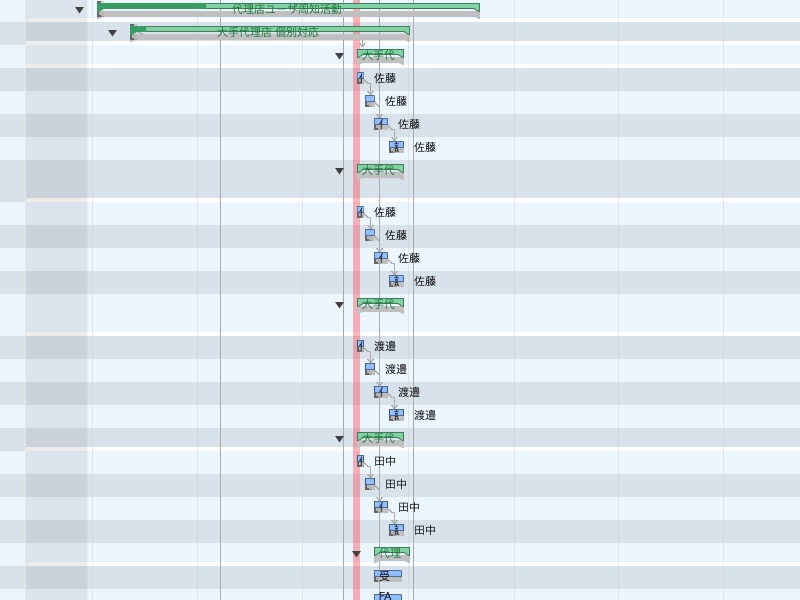 代理店ユーザ周知活動
大手代理店 個別対応
大手代
佐藤
佐藤
佐藤
佐藤
大手代
佐藤
佐藤
佐藤
佐藤
大手代
渡邉
渡邉
渡邉
渡邉
大手代
田中
田中
田中
田中
代理
受
FA